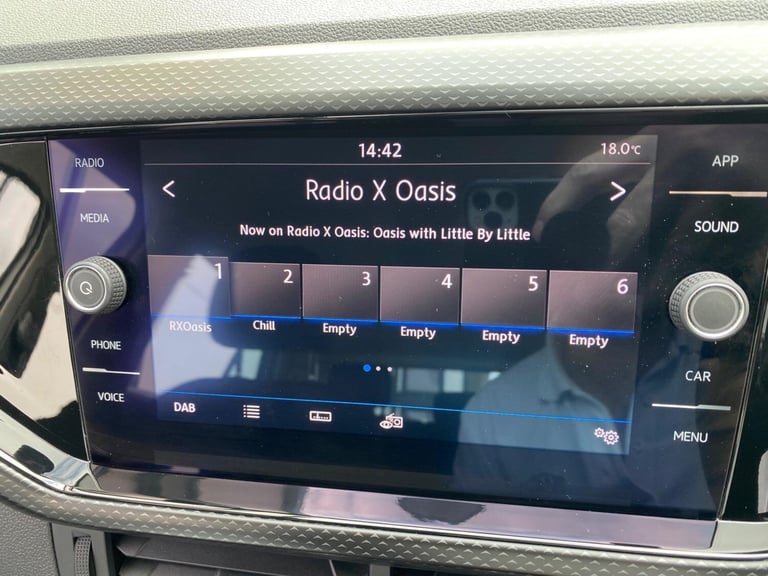 14:42 18.0°C
RADIO
MEDIA
PHONE
VOICE
Radio X Oasis
Now on Radio X Oasis: Oasis with Little By Little
1 2 3 4 5 6
RXOasis Chill Empty Empty Empty Empty
DAB
APP
SOUND
CAR
MENU